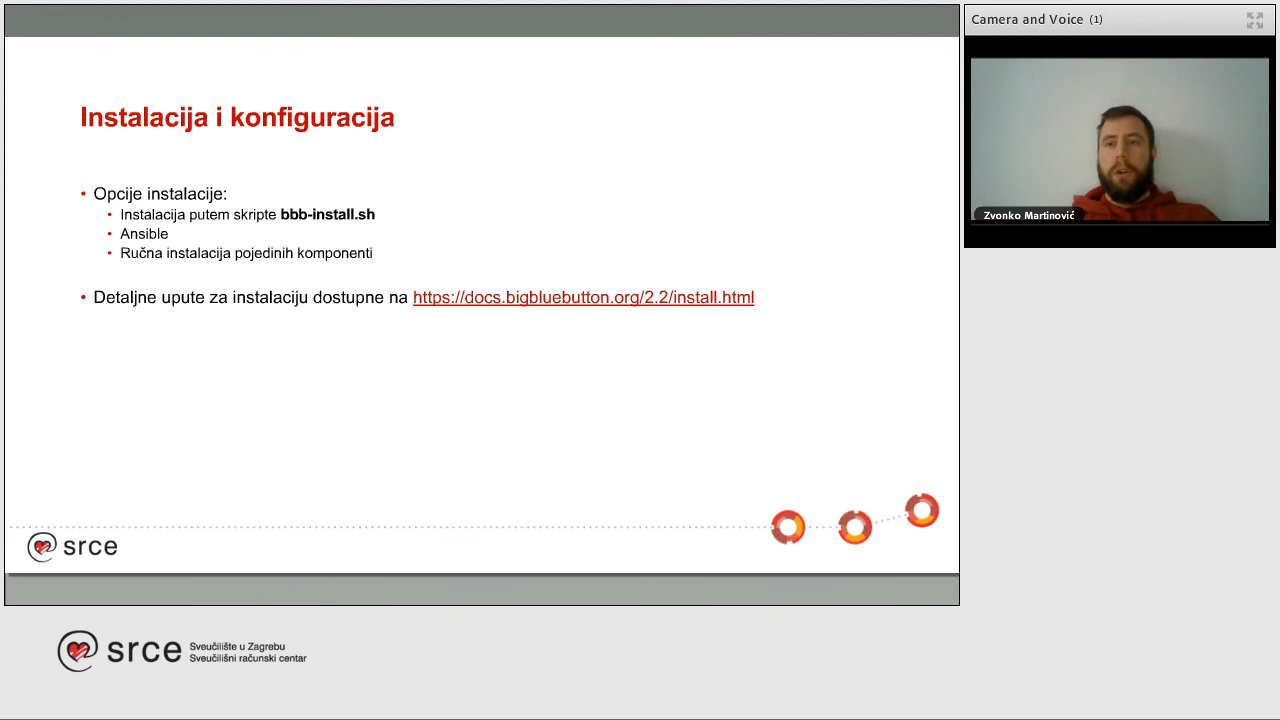 Camera and Voice (1)
Instalacija i konfiguracija
• Opcije instalacije:
• Instalacija putem skripte bbb-install.sh
• Ansible
• Ručna instalacija pojedinih komponenti
• Detaljne upute za instalaciju dostupne na https://docs.bigbluebutton.org/2.2/install.html
Zvonko Martinović
srce
srce
Sveučilište u Zagrebu
Sveučilišni računski centar